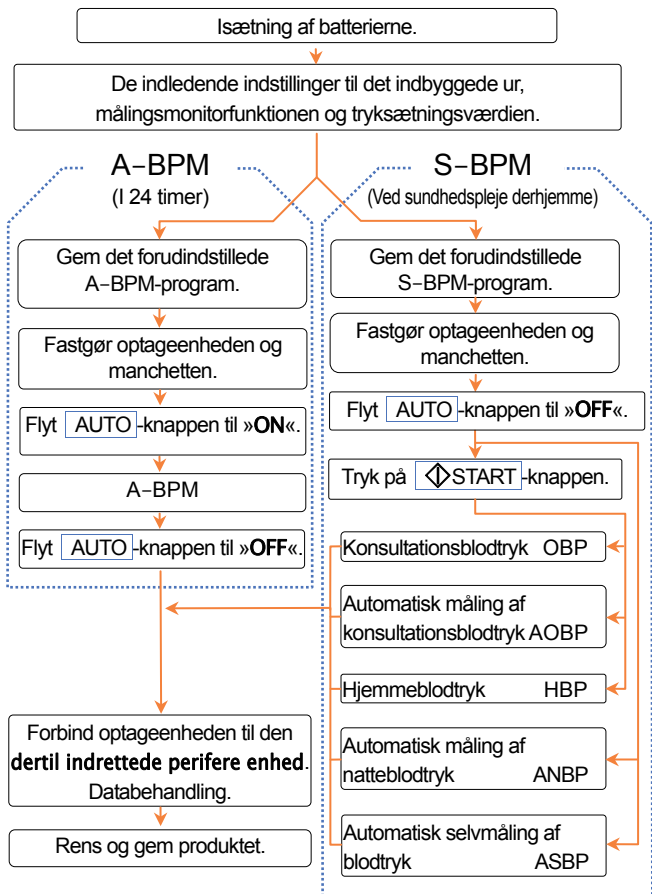 Isætning af batterierne.
De indledende indstillinger til det indbyggede ur,
målingsmonitorfunktionen og tryksætningsværdien.
A–BPM
(I 24 timer)
Gem det forudindstillede
A–BPM-program.
Fastgør optageenheden og
manchetten.
Flyt AUTO -knappen til »ON«.
A–BPM
Flyt AUTO -knappen til »OFF«.
S–BPM
(Ved sundhedspleje derhjemme)
Gem det forudindstillede
S–BPM-program.
Fastgør optageenheden og
manchetten.
Flyt AUTO -knappen til »OFF«.
Tryk på START -knappen.
Konsultationsblodtryk OBP
Automatisk måling af
konsultationsblodtryk AOBP
Hjemmeblodtryk HBP
Automatisk måling af
natteblodtryk ANBP
Automatisk selvmåling af
blodtryk ASBP
Forbind optageenheden til den
dertil indrettede perifere enhed.
Databehandling.
Rens og gem produktet.